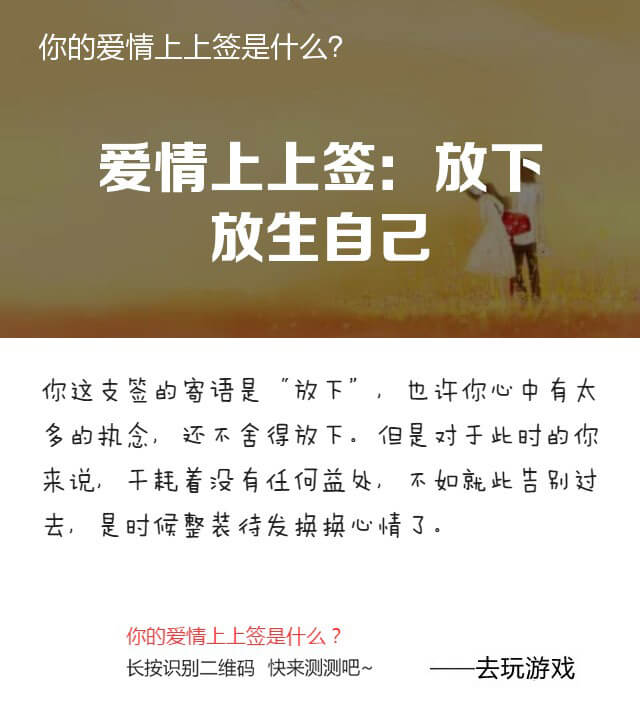 你的爱情上上签是什么?
爱情上上签：放下
放生自己
你这支签的寄语是“放下”，也许你心中有太
多的执念，还不舍得放下。但是对于此时的你
来说，干耗着没有任何益处，不如就此告别过
去，是时候整装待发换换心情了。
你的爱情上上签是什么？
长按识别二维码 快来测测吧~
——去玩游戏